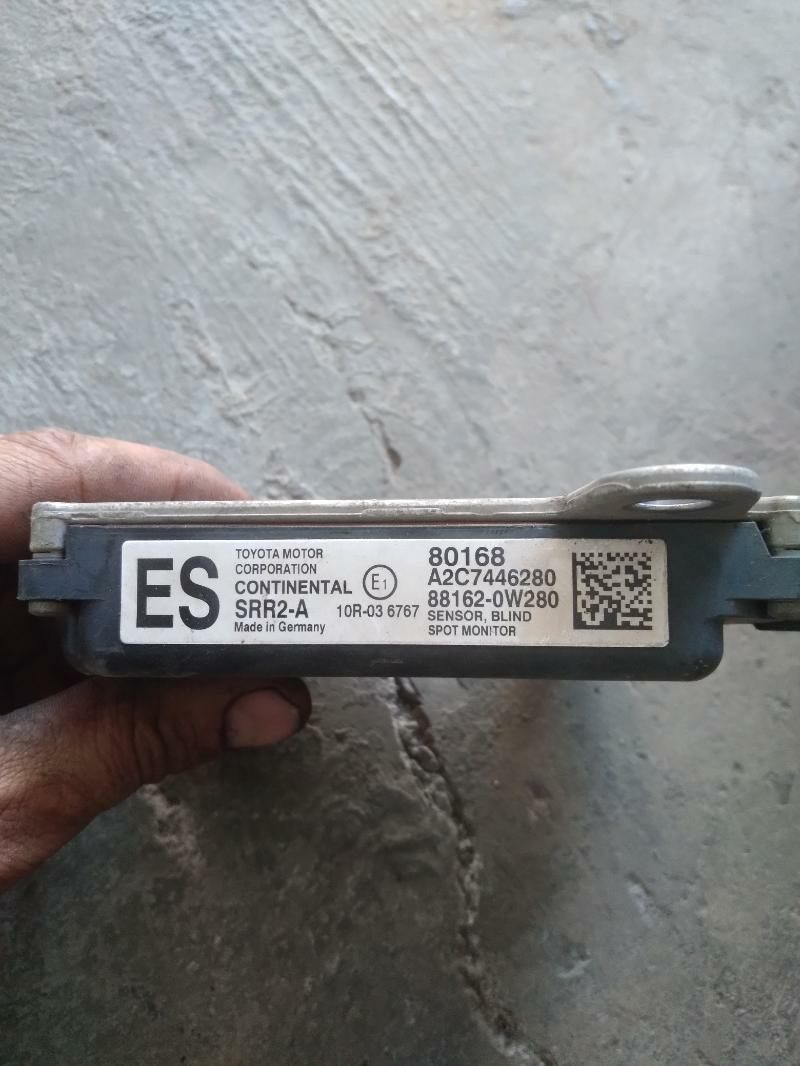 ES
TOYOTA MOTOR
CORPORATION
CONTINENTAL E1
SRR2-A 10R-03 6767
Made in Germany
80168
A2C7446280
88162-0W280
SENSOR, BLIND
SPOT MONITOR